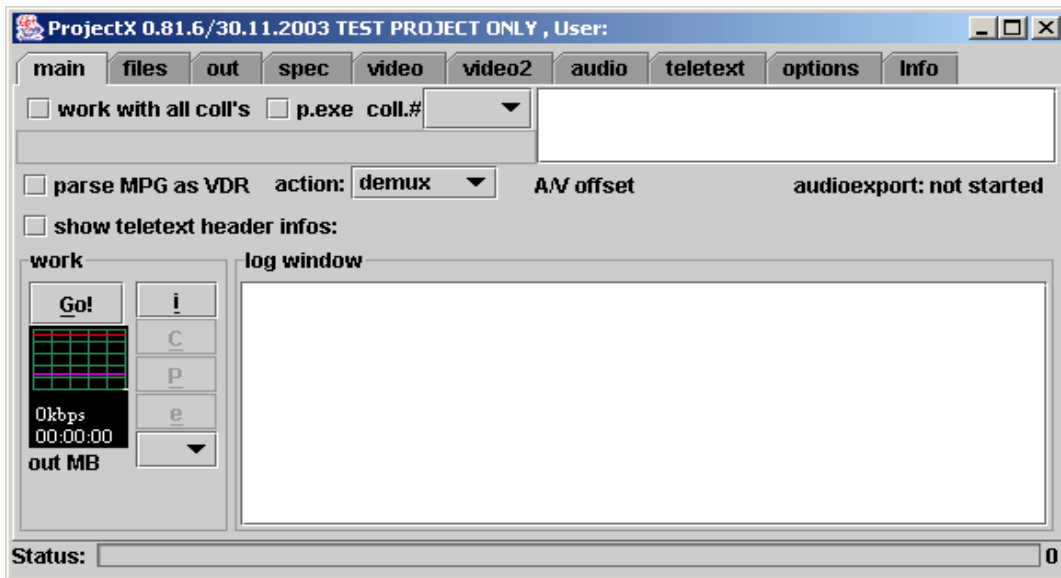 ProjectX 0.81.6/30.11.2003 TEST PROJECT ONLY , User:
main files out spec video video2 audio teletext options Info
work with all coll's p.exe coll.#
parse MPG as VDR action: demux A/V offset audioexport: not started
show teletext header infos:
work log window
Go! i
C
P
0kbps e
00:00:00
out MB
Status: 0